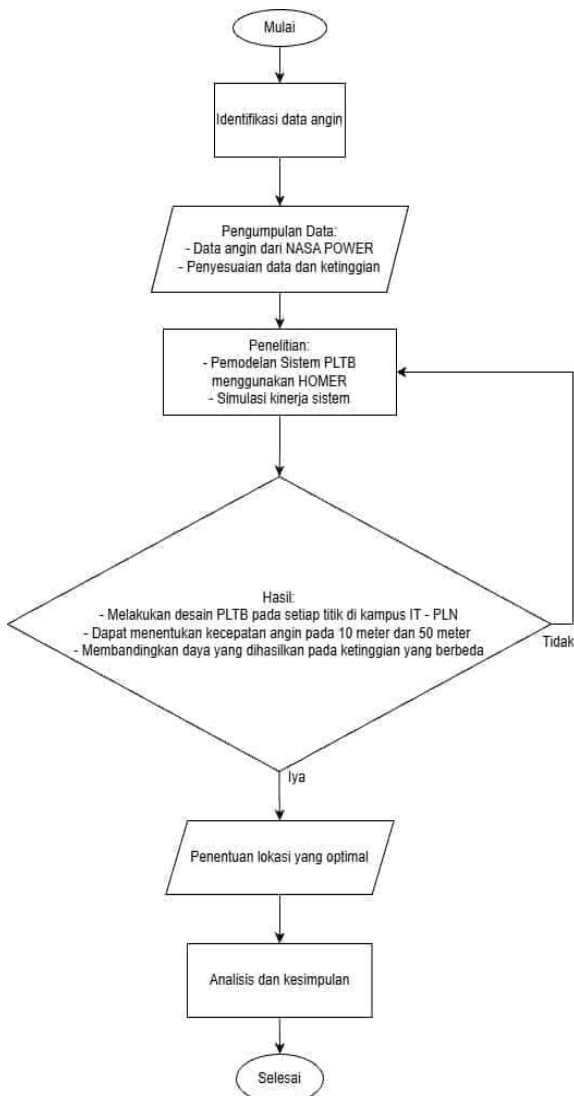 Mulai
Identifikasi data angin
Pengumpulan Data:
- Data angin dari NASA POWER
- Penyesuaian data dan ketinggian
Penelitian:
- Pemodelan Sistem PLTB
menggunakan HOMER
- Simulasi kinerja sistem
Hasil:
- Melakukan desain PLTB pada setiap titik di kampus IT - PLN
- Dapat menentukan kecepatan angin pada 10 meter dan 50 meter
- Membandingkan daya yang dihasilkan pada ketinggian yang berbeda
Tidak
Iya
Penentuan lokasi yang optimal
Analisis dan kesimpulan
Selesai